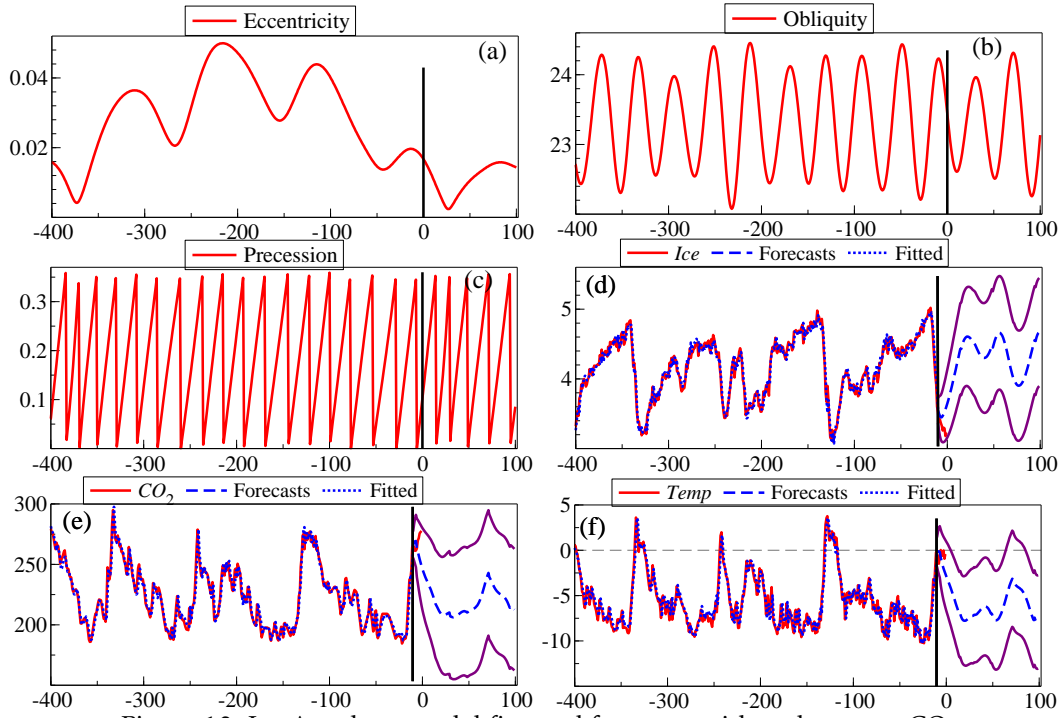 Eccentricity
(a)
0.04
0.02
-400 -300 -200 -100 0 100
Obliquity
(b)
24
23
-400 -300 -200 -100 0 100
Precession
(c)
0.3
0.2
0.1
-400 -300 -200 -100 0 100
Ice Forecasts Fitted
(d)
5
4
-400 -300 -200 -100 0 100
CO2 Forecasts Fitted
(e)
300
250
200
-400 -300 -200 -100 0 100
Temp Forecasts Fitted
(f)
5
0
-5
-10
-400 -300 -200 -100 0 100